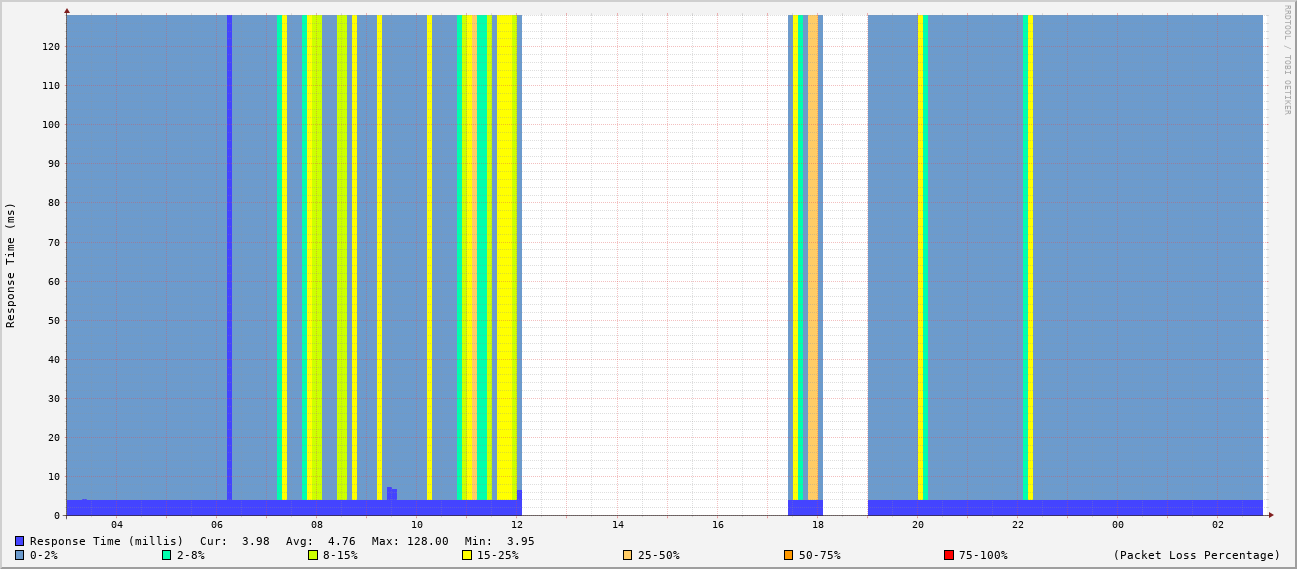 RRDTOOL / TOBI OETIKER
Response Time (ms)
120
110
100
90
80
70
60
50
40
30
20
10
0
04 06 08 10 12 14 16 18 20 22 00 02
Response Time (millis) Cur: 3.98 Avg: 4.76 Max: 128.00 Min: 3.95
0-2% 2-8% 8-15% 15-25% 25-50% 50-75% 75-100% (Packet Loss Percentage)